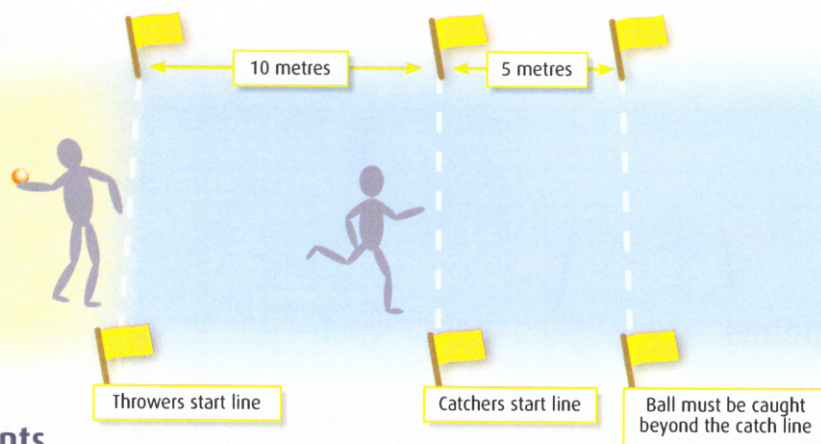 10 metres
5 metres
Throwers start line
Catchers start line
Ball must be caught
beyond the catch line